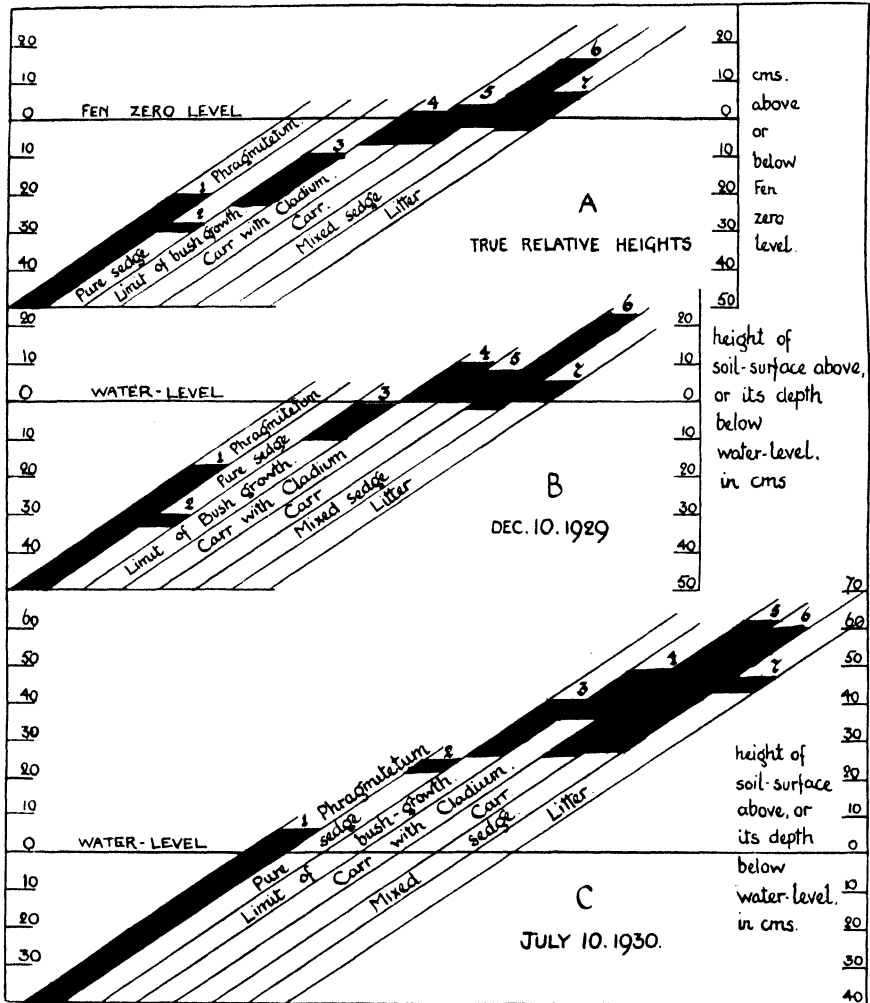 20
10
0
10
20
30
40
FEN ZERO LEVEL
1 Phragmitetum.
2
3
4
5
6
7
Pure sedge
Limit of bush growth.
Carr with Cladium.
Carr.
Mixed sedge
Litter
A
TRUE RELATIVE HEIGHTS
20
10
0
10
20
30
40
50
cms.
above
or
below
Fen
zero
level.
20
10
0
10
20
30
40
WATER-LEVEL
1 Phragmitetum
2
3
4
5
6
7
Pure sedge
Limit of Bush growth.
Carr with Cladium
Carr
Mixed sedge
Litter
B
DEC. 10. 1929
20
10
0
10
20
30
40
50
height of
soil-surface above,
or its depth
below
water-level,
in cms
60
50
40
30
20
10
0
10
20
30
WATER-LEVEL
1 Phragmitetum
2
3
4
5
6
7
Pure sedge
Limit of bush-growth.
Carr with Cladium.
Carr
Mixed sedge.
Litter
C
JULY 10. 1930.
70
60
50
40
30
20
10
0
10
20
30
40
height of
soil-surface
above, or
its depth
below
water-level,
in cms.